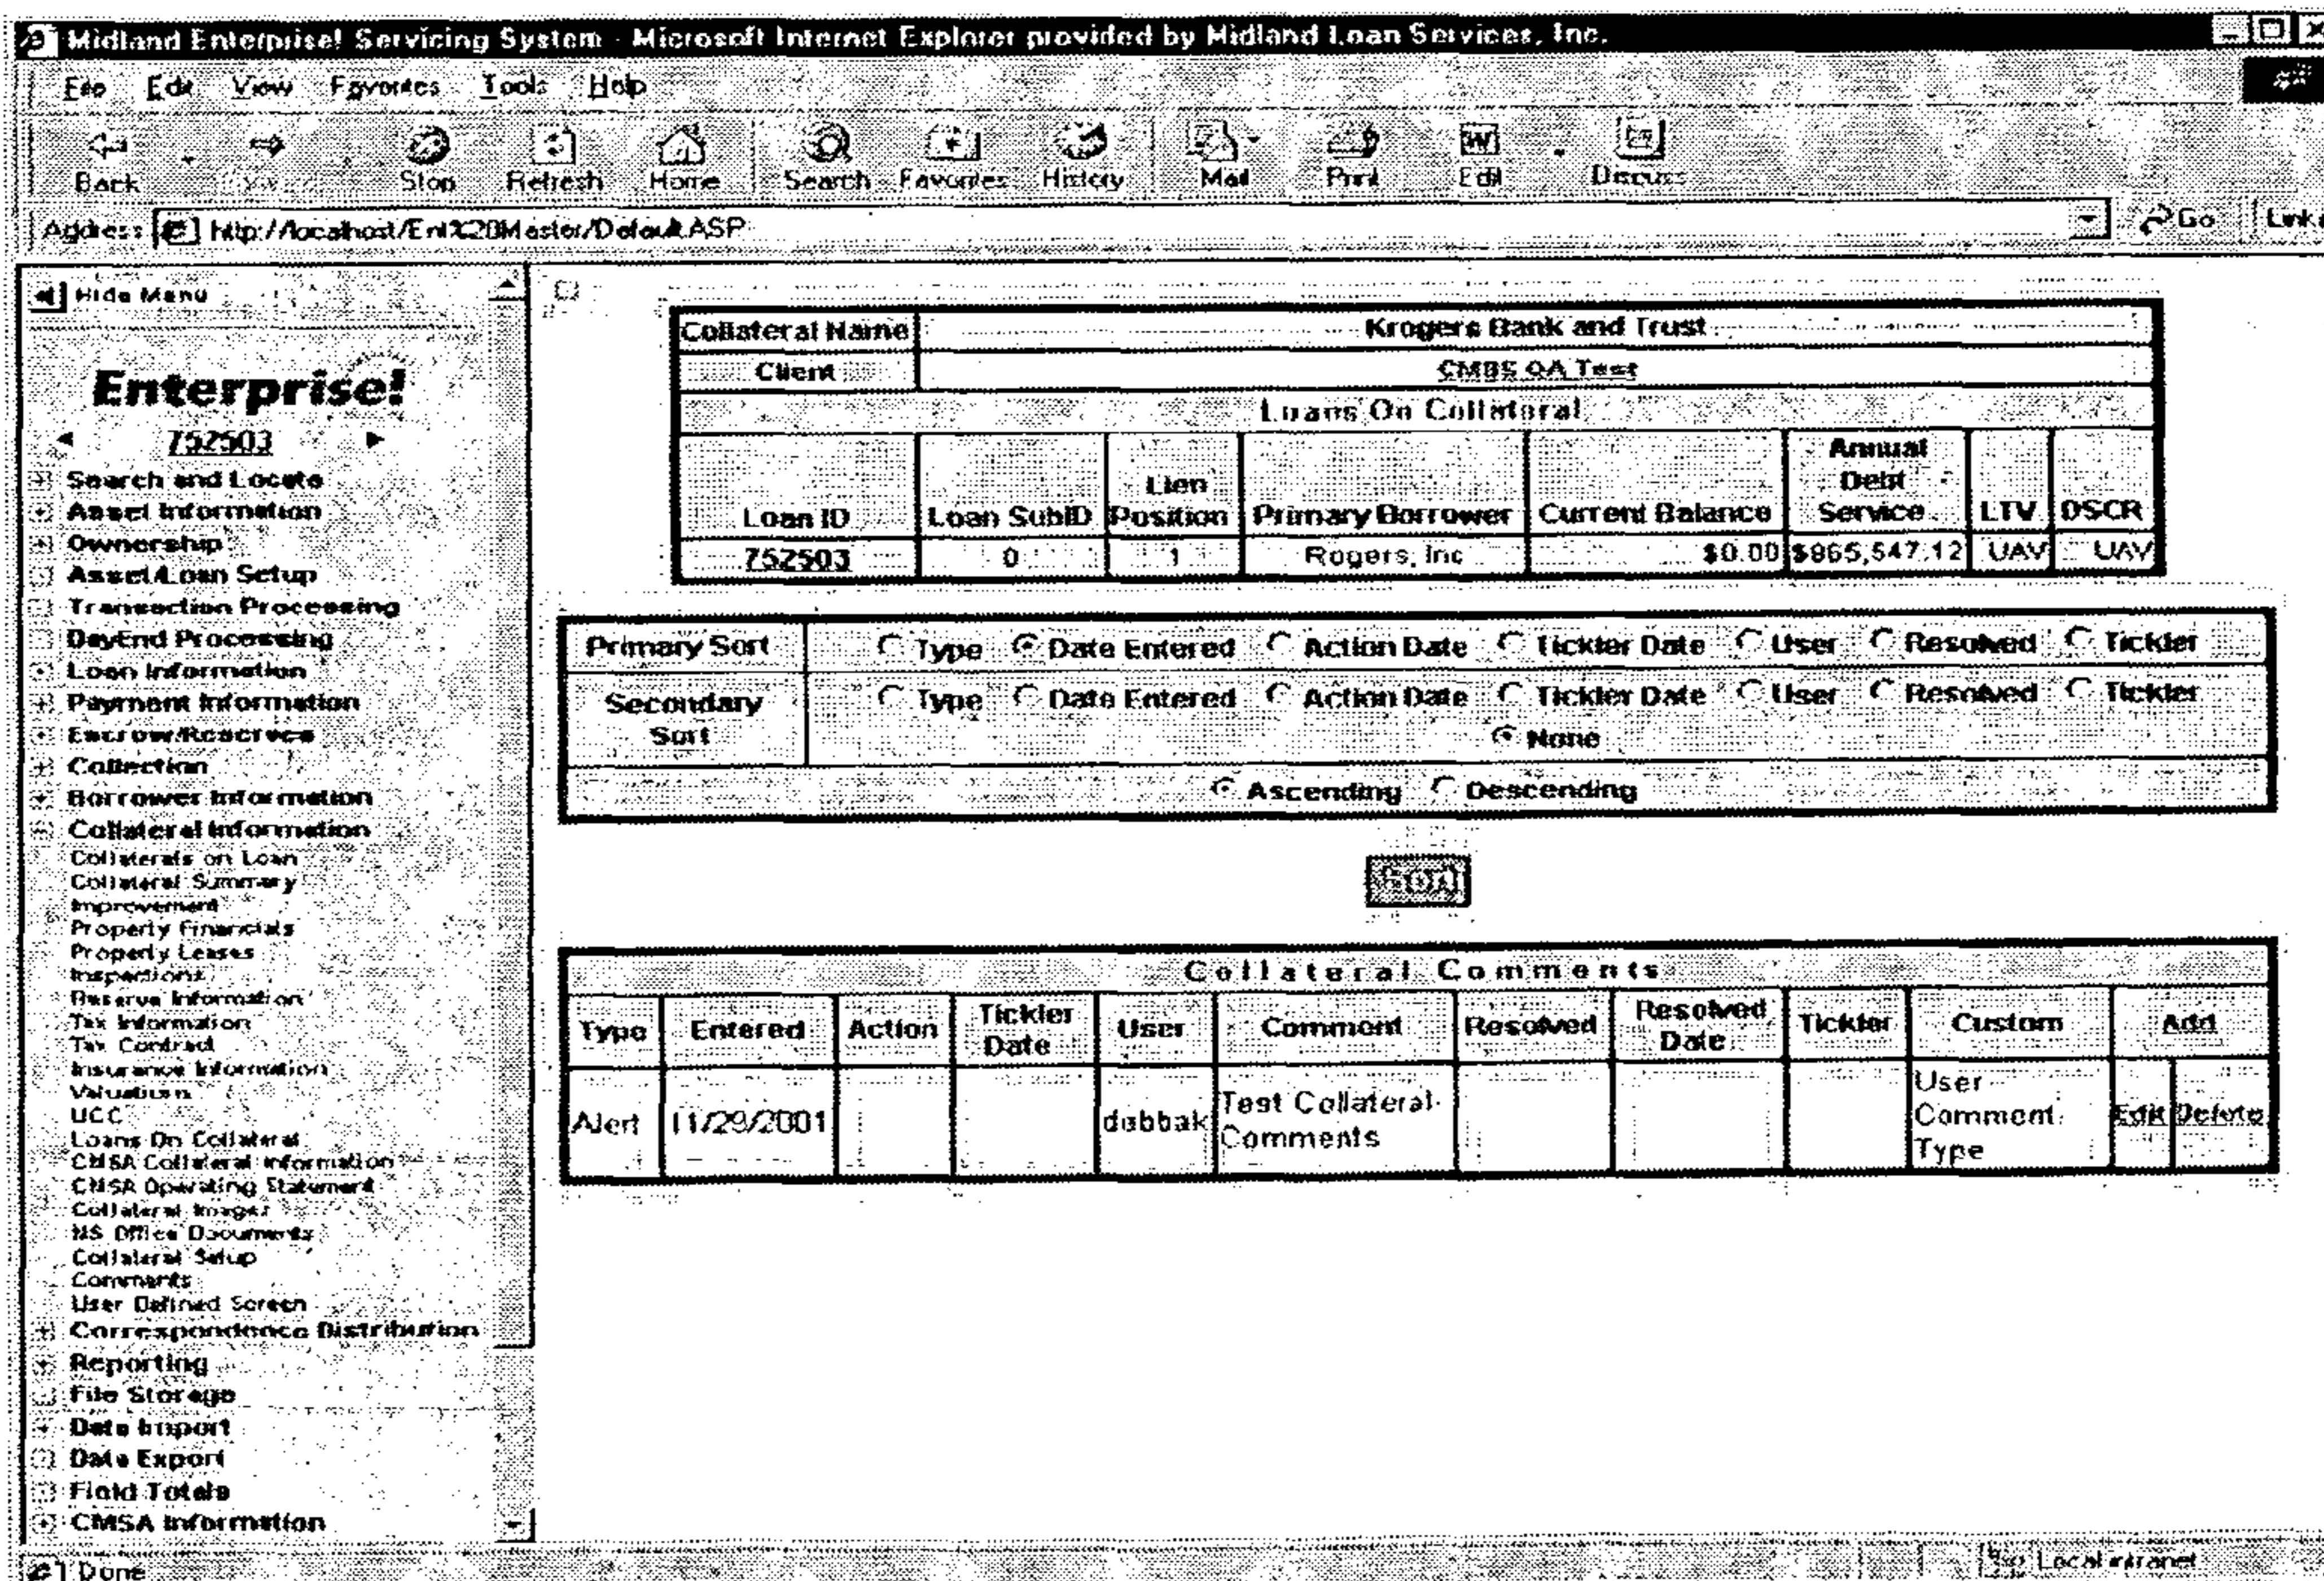 Midland Enterprise! Servicing System - Microsoft Internet Explorer provided by Midland Loan Services, Inc.
File Edit View Favorites Tools Help
Back Stop Refresh Home Search Favorites History Mail Print Edit Discuss
Address http://localhost/Ent%20Master/Default.ASP Go Links
Hide Menu
Enterprise!
752503
Search and Locate
Asset Information
Ownership
Asset/Loan Setup
Transaction Processing
DayEnd Processing
Loan Information
Payment Information
Escrow/Reserves
Collection
Borrower Information
Collateral Information
Collaterals on Loan
Collateral Summary
Improvement
Property Financials
Property Leases
Inspections
Reserve Information
Tax Information
Tax Contract
Insurance Information
Valuations
UCC
Loans On Collateral
CMSA Collateral Information
CMSA Operating Statement
Collateral Images
MS Office Documents
Collateral Setup
Comments
User Defined Screen
Correspondence Distribution
Reporting
File Storage
Data Import
Data Export
Field Totals
CMSA Information
Collateral Name Krogers Bank and Trust
Client CMBS QA Test
Loans On Collateral
Loan ID Loan SubID Lien Position Primary Borrower Current Balance Annual Debt Service LTV DSCR
752503 0 1 Rogers, Inc $0.00 $865,547.12 UAV UAV
Primary Sort Type Date Entered Action Date Tickler Date User Resolved Tickler
Secondary Sort Type Date Entered Action Date Tickler Date User Resolved Tickler
None
Ascending Descending
Sort
Collateral Comments
Type Entered Action Tickler Date User Comment Resolved Resolved Date Tickler Custom Add
Alert 11/29/2001 dabbak Test Collateral Comments User Comment Type Edit Delete
Done Local intranet